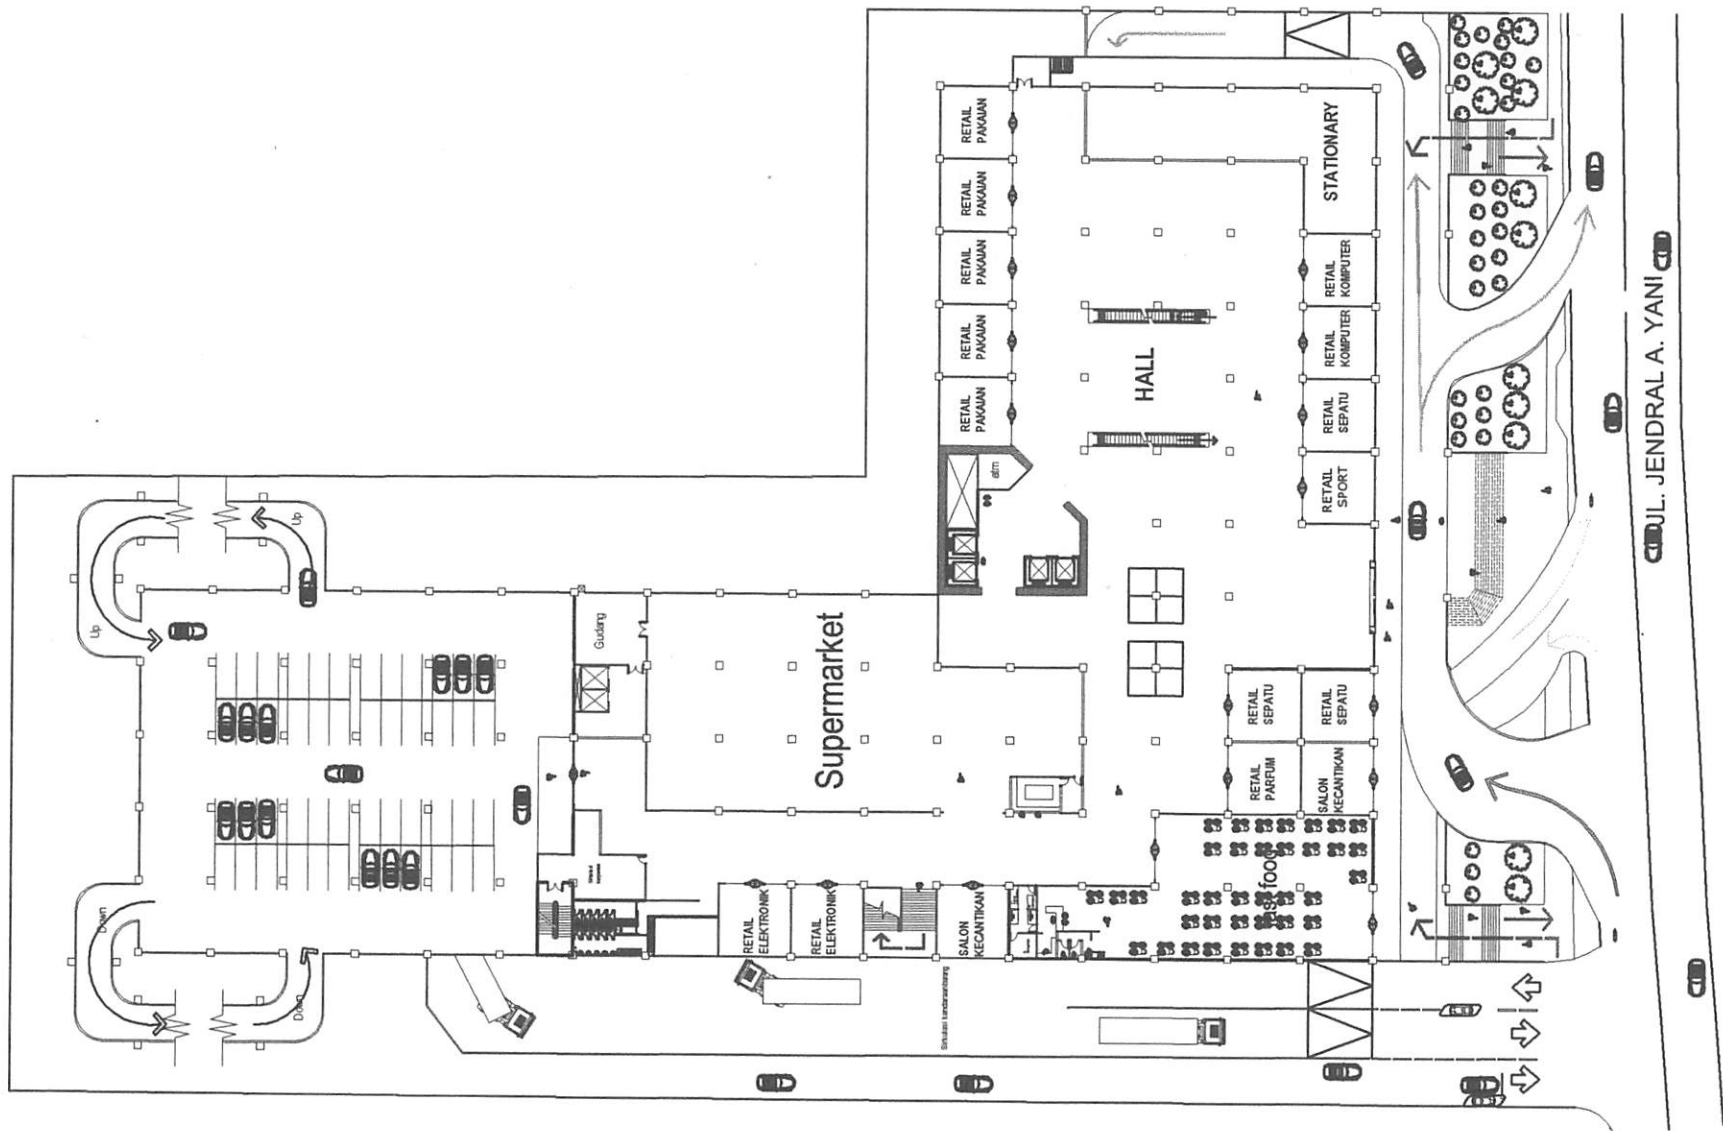 RETAIL
PAKAIAN
RETAIL
PAKAIAN
RETAIL
PAKAIAN
RETAIL
PAKAIAN
RETAIL
PAKAIAN
STATIONARY
RETAIL
KOMPUTER
RETAIL
KOMPUTER
RETAIL
SEPATU
RETAIL
SPORT
HALL
atm
JL. JENDRAL A. YANI
Up
Up
Gudang
Supermarket
RETAIL
SEPATU
RETAIL
SEPATU
RETAIL
PARFUM
SALON
KECANTIKAN
Down
Down
RETAIL
ELEKTRONIK
RETAIL
ELEKTRONIK
SALON
KECANTIKAN
food